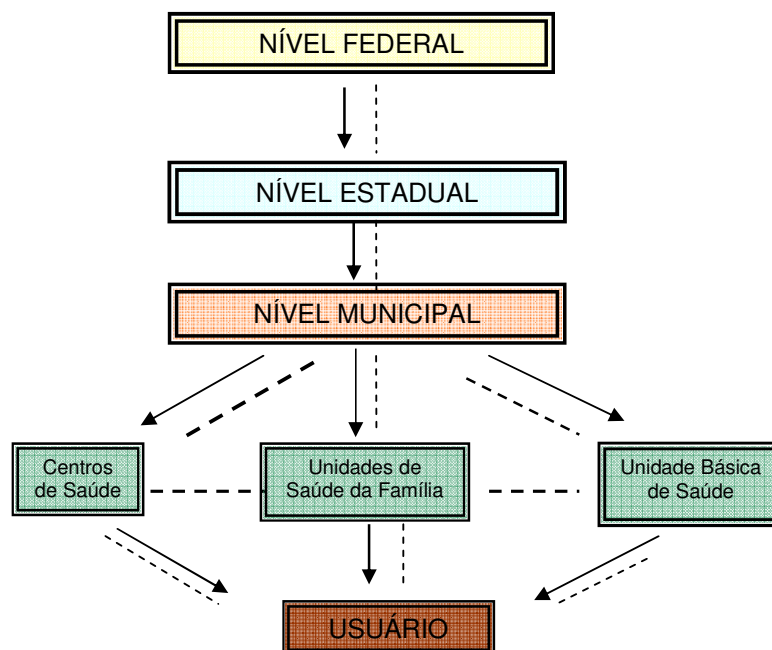 NÍVEL FEDERAL
NÍVEL ESTADUAL
NÍVEL MUNICIPAL
Centros
de Saúde
Unidades de
Saúde da Família
Unidade Básica
de Saúde
USUÁRIO